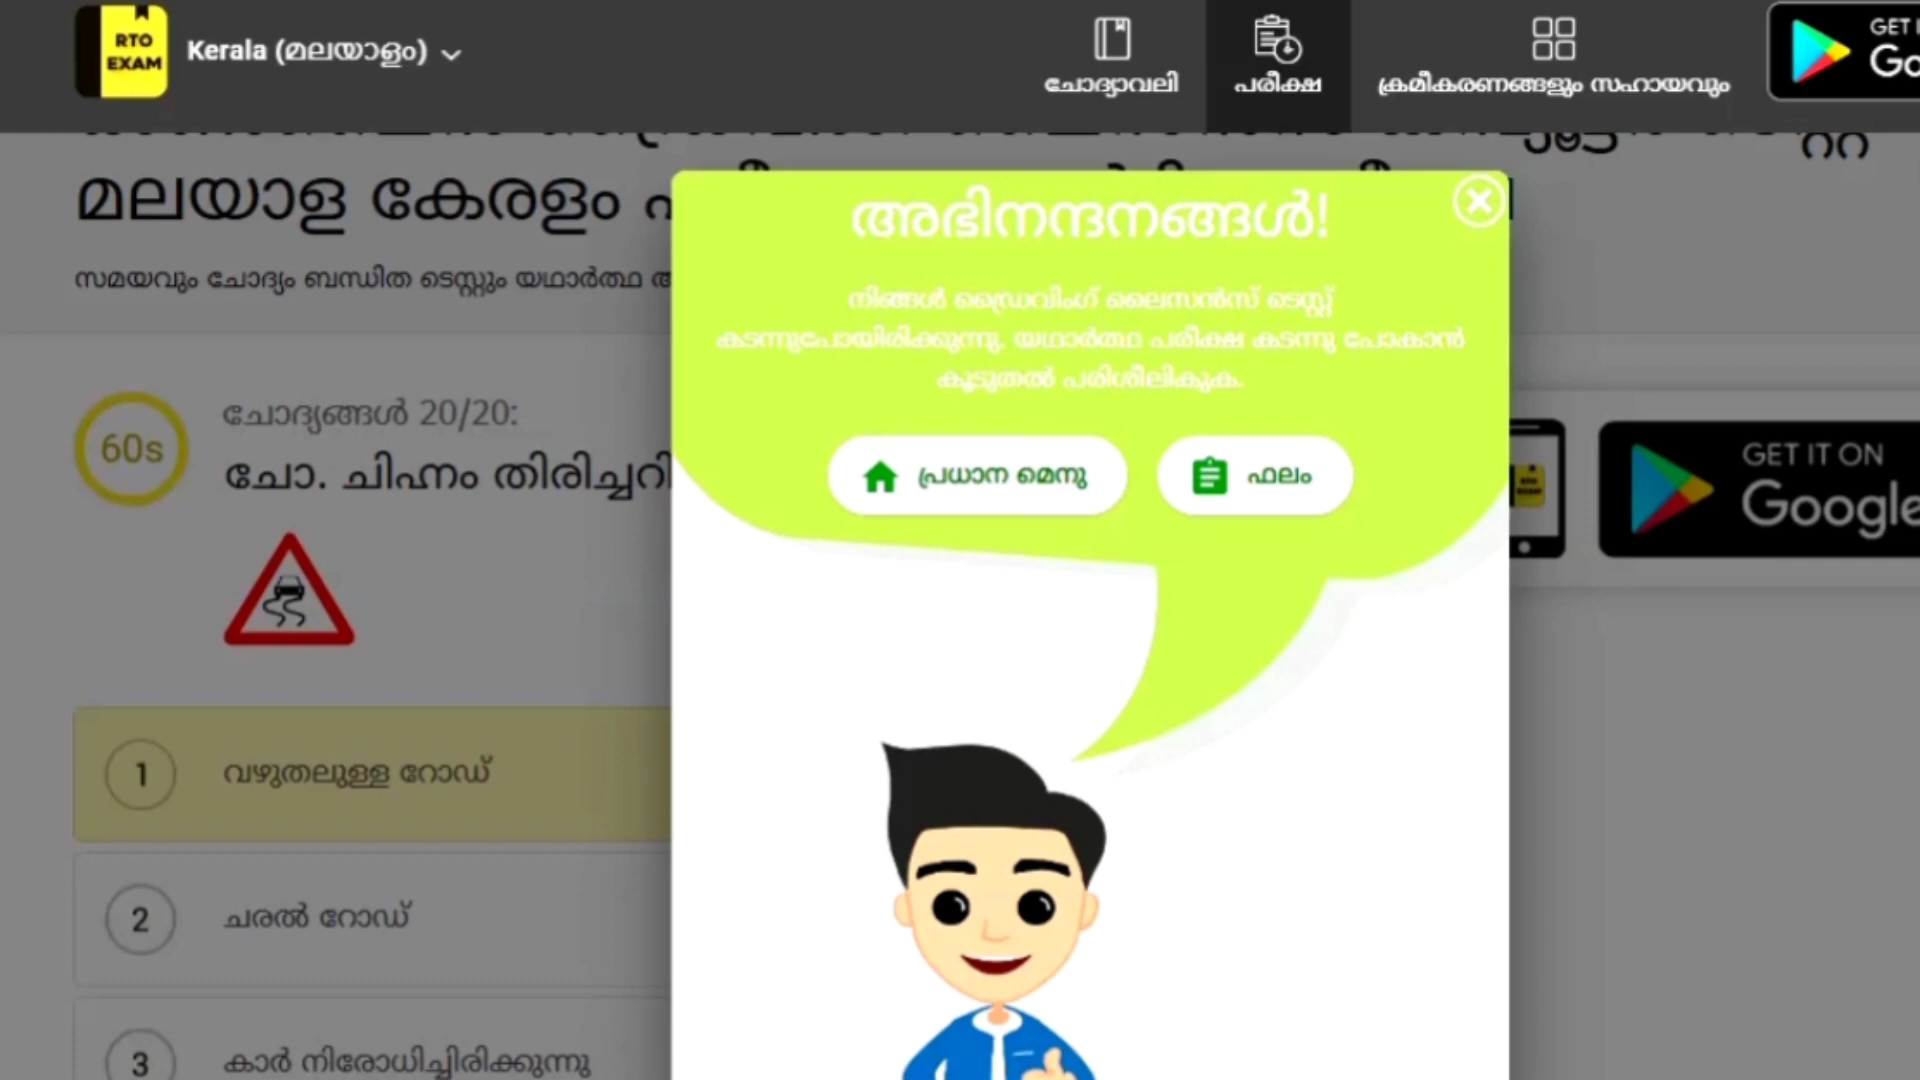 RTO
EXAM
Kerala (മലയാളം)
ചോദ്യാവലി
പരീക്ഷ
ക്രമീകരണങ്ങളും സഹായവും
GET
മലയാള കേരളം
സമയവും ചോദ്യം ബന്ധിത ടെസ്റ്റും യഥാർത്ഥ
അഭിനന്ദനങ്ങൾ!
നിങ്ങൾ ഡ്രൈവിംഗ് ലൈസൻസ് ടെസ്റ്റ്
കടന്നുപോയിരിക്കുന്നു. യഥാർത്ഥ പരീക്ഷ കടന്നു പോകാൻ
കൂടുതൽ പരിശീലികുക.
പ്രധാന മെനു
ഫലം
60s
ചോദ്യങ്ങൾ 20/20:
ചോ. ചിഹ്നം തിരിച്ചറി
GET IT ON
Google
1 വഴുതലുള്ള റോഡ്
2 ചരൽ റോഡ്
3 കാർ നിരോധിച്ചിരിക്കുന്നു